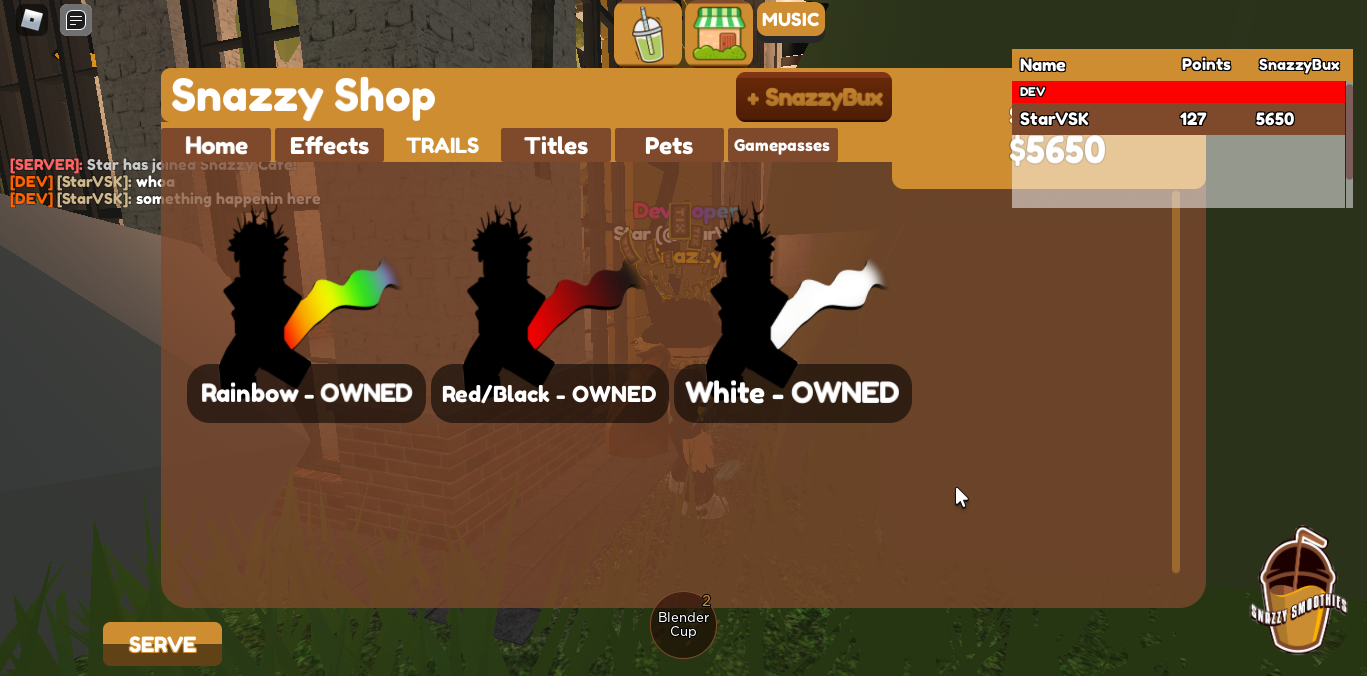 MUSIC
Snazzy Shop
+ SnazzyBux
Name Points SnazzyBux
DEV
StarVSK 127 5650
$5650
Home Effects TRAILS Titles Pets Gamepasses
[SERVER]: Star has joined Snazzy Cafe!
[DEV] [StarVSK]: whoa
[DEV] [StarVSK]: something happenin here
Rainbow - OWNED
Red/Black - OWNED
White - OWNED
SERVE
2
Blender
Cup
SNAZZY SMOOTHIES